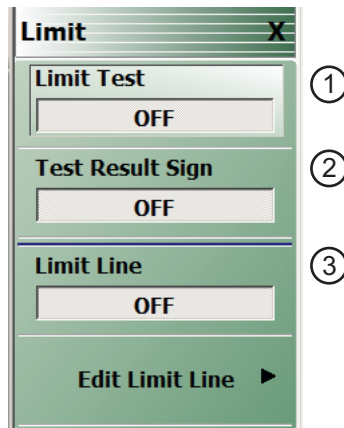 Limit X
Limit Test ①
OFF
Test Result Sign ②
OFF
Limit Line ③
OFF
Edit Limit Line ►